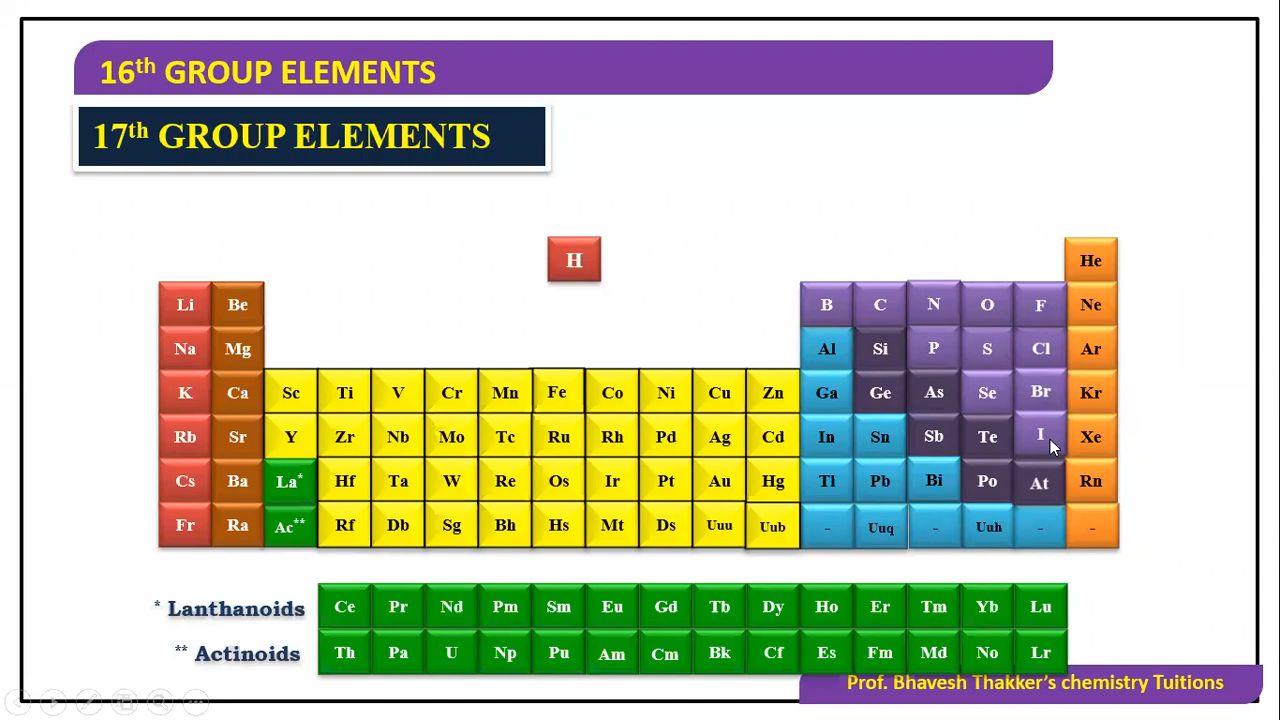 16th GROUP ELEMENTS
17th GROUP ELEMENTS
H He
Li Be B C N O F Ne
Na Mg Al Si P S Cl Ar
K Ca Sc Ti V Cr Mn Fe Co Ni Cu Zn Ga Ge As Se Br Kr
Rb Sr Y Zr Nb Mo Tc Ru Rh Pd Ag Cd In Sn Sb Te I Xe
Cs Ba La* Hf Ta W Re Os Ir Pt Au Hg Tl Pb Bi Po At Rn
Fr Ra Ac** Rf Db Sg Bh Hs Mt Ds Uuu Uub - Uuq - Uuh - -
* Lanthanoids Ce Pr Nd Pm Sm Eu Gd Tb Dy Ho Er Tm Yb Lu
** Actinoids Th Pa U Np Pu Am Cm Bk Cf Es Fm Md No Lr
Prof. Bhavesh Thakker's chemistry Tuitions